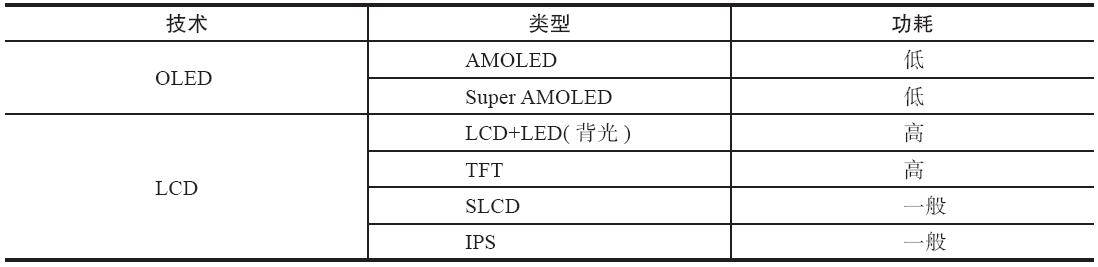 技术 类型 功耗
OLED AMOLED 低
Super AMOLED 低
LCD LCD+LED(背光) 高
TFT 高
SLCD 一般
IPS 一般